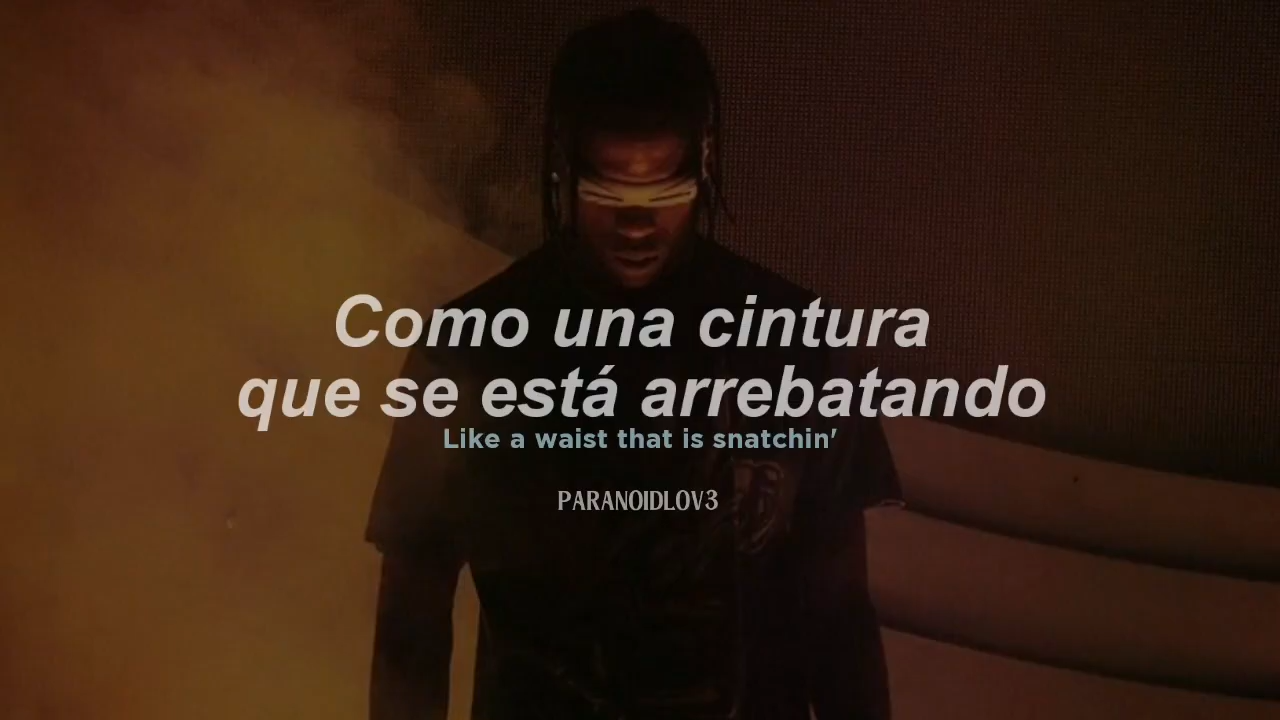 Como una cintura
que se está arrebatando
Like a waist that is snatchin'
PARANOIDLOV3